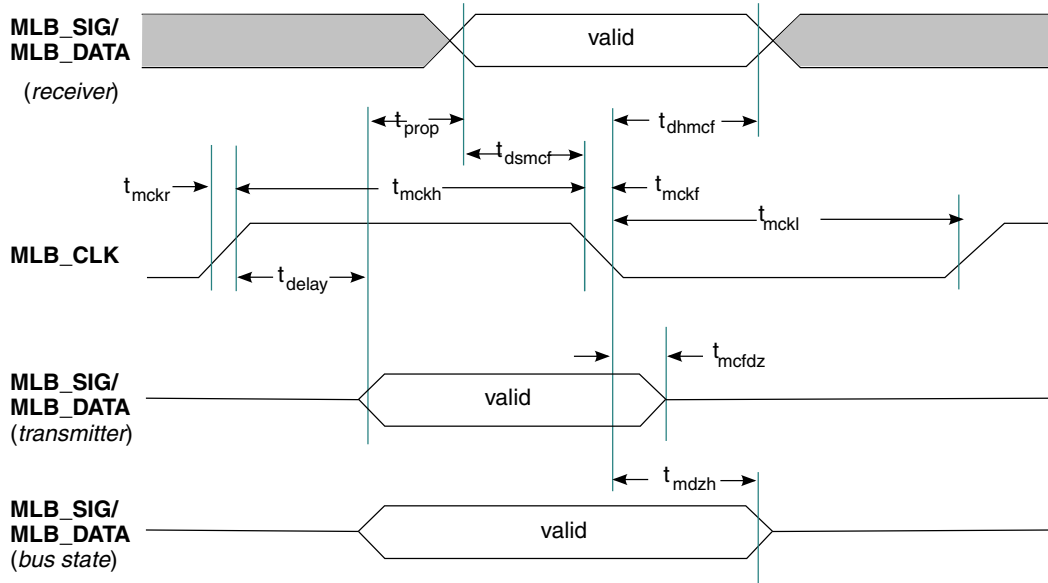 MLB_SIG/
MLB_DATA
(receiver)
valid
tprop
tdhmcf
tdsmcf
tmckr
tmckh
tmckf
tmckl
MLB_CLK
tdelay
tmcfdz
MLB_SIG/
MLB_DATA
(transmitter)
valid
tmdzh
MLB_SIG/
MLB_DATA
(bus state)
valid